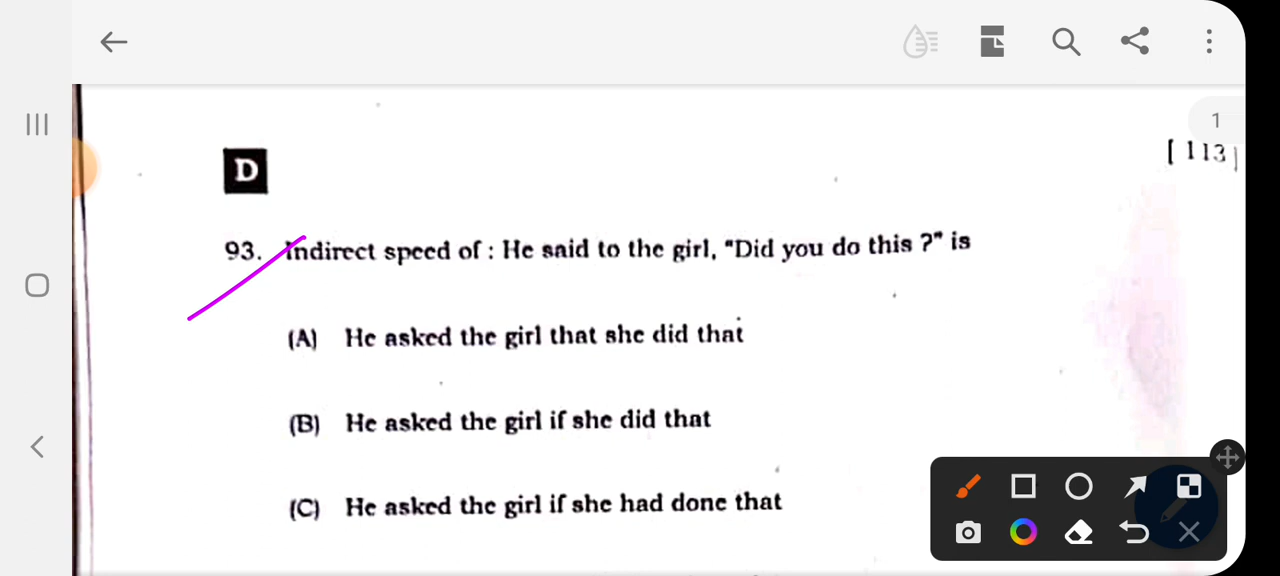 1
D
[ 113 ]
93. Indirect speed of : He said to the girl, "Did you do this ?" is
(A) He asked the girl that she did that
(B) He asked the girl if she did that
(C) He asked the girl if she had done that